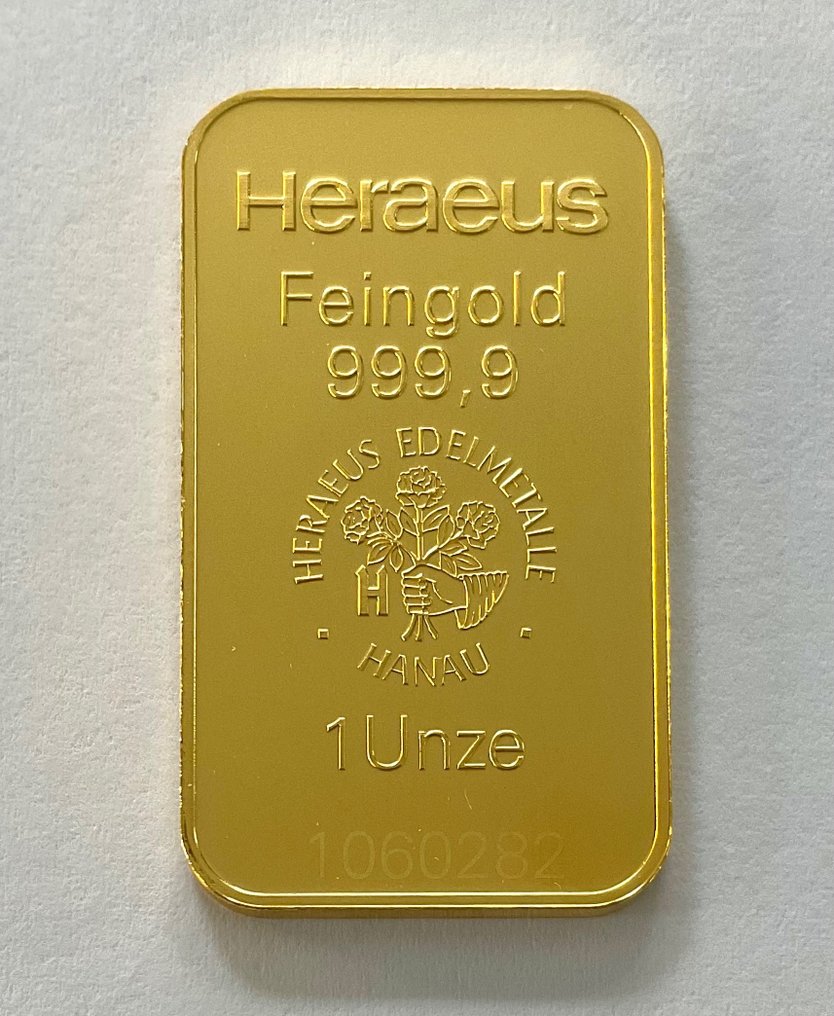 Heraeus
Feingold
999,9
HERAEUS EDELMETALLE
H
· HANAU ·
1 Unze
1060282